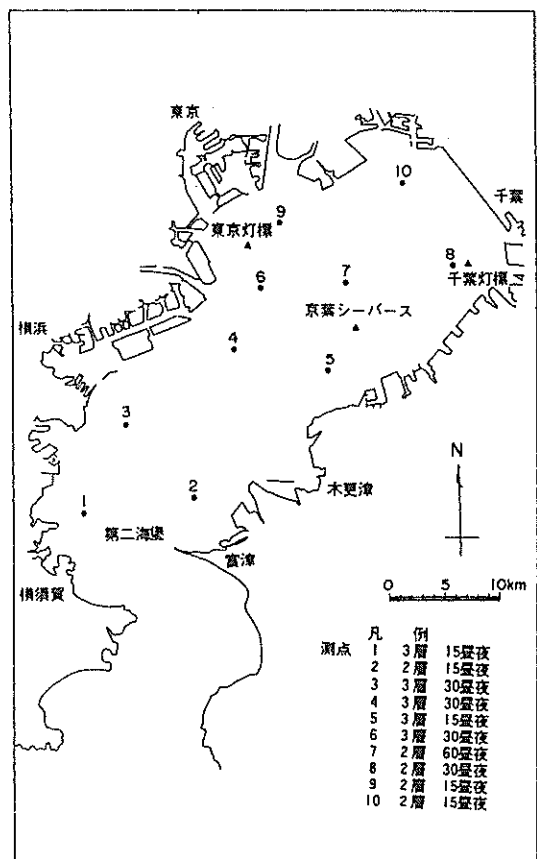 東京
10
千葉
9
東京灯標
8
千葉灯標
6
7
京葉シーバース
横浜
4
5
3
N
木更津
1
2
第二海堡
富津
横須賀
0 5 10km
凡 例
測点 1 3層 15昼夜
2 2層 15昼夜
3 3層 30昼夜
4 3層 30昼夜
5 3層 15昼夜
6 3層 30昼夜
7 2層 60昼夜
8 2層 30昼夜
9 2層 15昼夜
10 2層 15昼夜